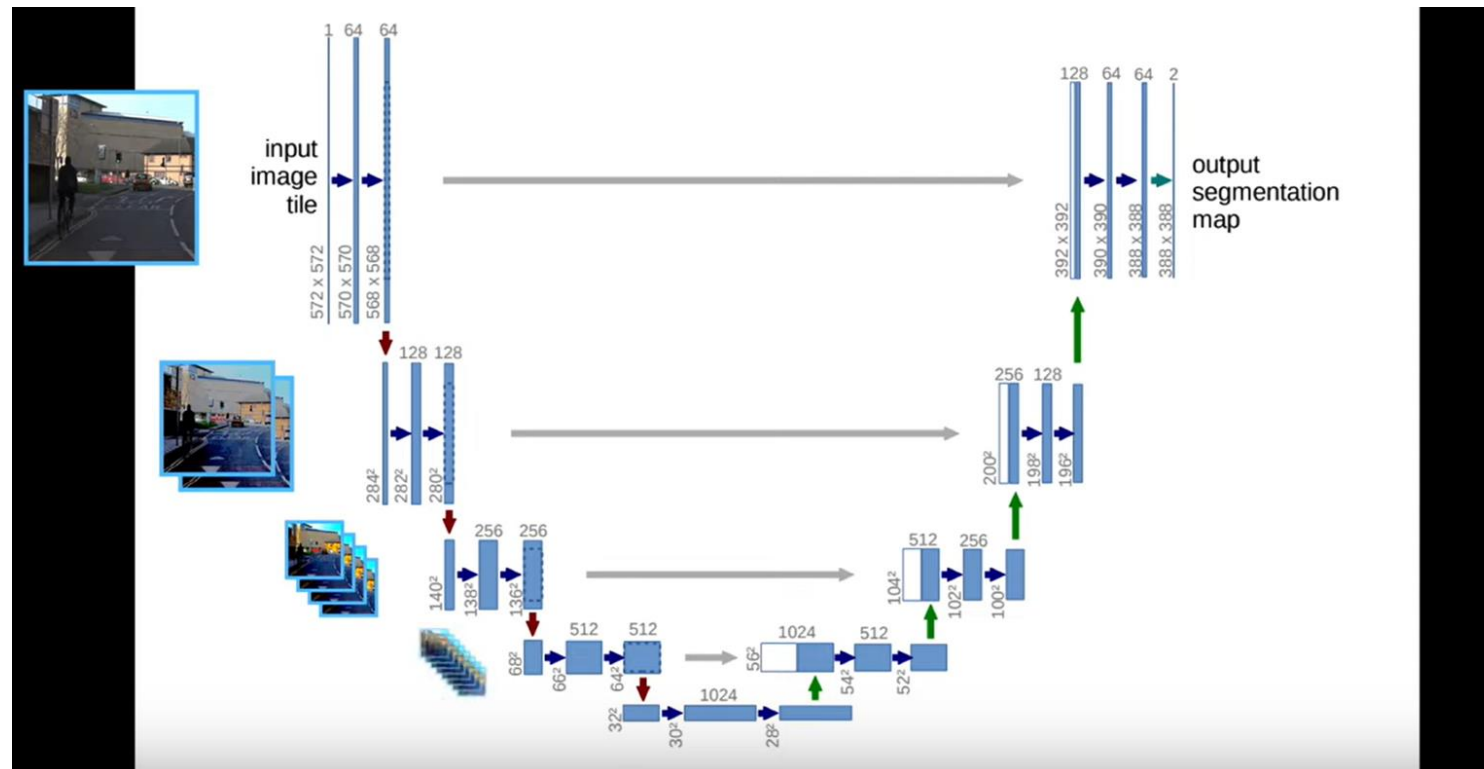 1 64 64
input
image
tile
572 x 572
570 x 570
568 x 568
128 64 64 2
output
segmentation
map
392 x 392
390 x 390
388 x 388
388 x 388
128 128
284²
282²
280²
256 128
200²
198²
196²
256 256
140²
138²
136²
512 256
104²
102²
100²
512 512
68²
66²
64²
1024 512
56²
54²
52²
1024
32²
30²
28²